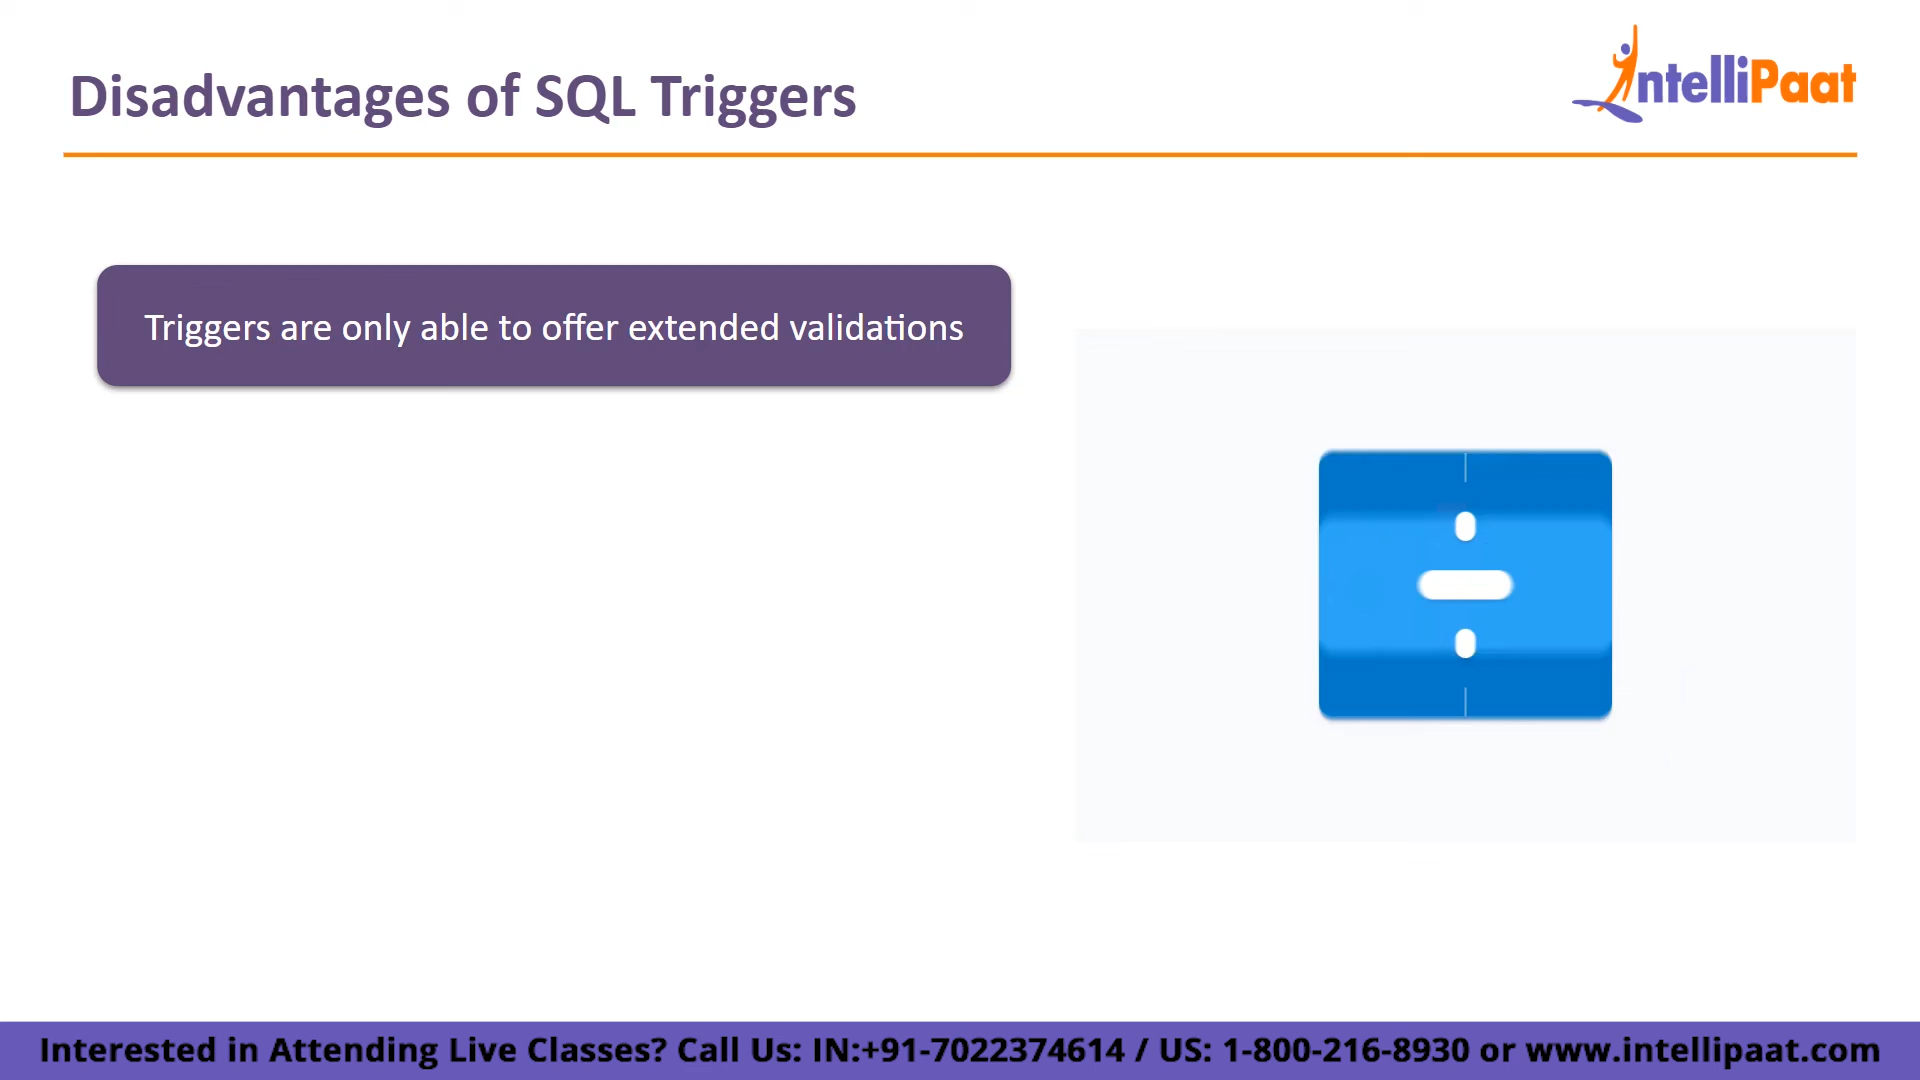 Disadvantages of SQL Triggers
IntelliPaat
Triggers are only able to offer extended validations
Interested in Attending Live Classes? Call Us: IN:+91-7022374614 / US: 1-800-216-8930 or www.intellipaat.com